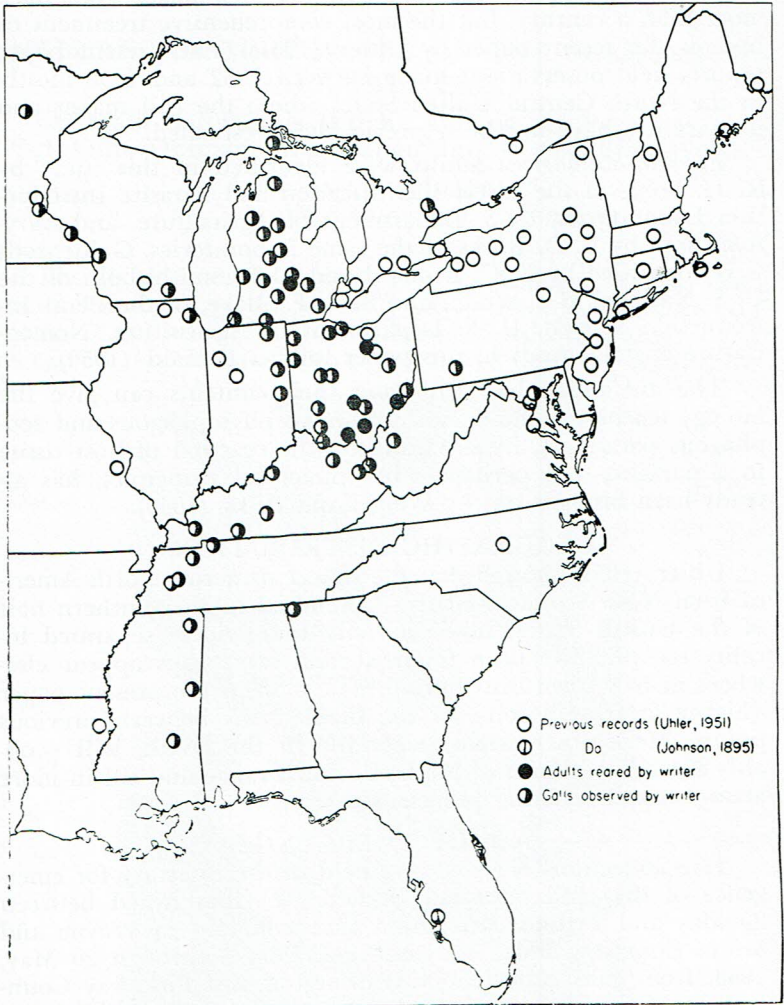 Previous records (Uhler, 1951)
Do (Johnson, 1895)
Adults reared by writer
Galls observed by writer